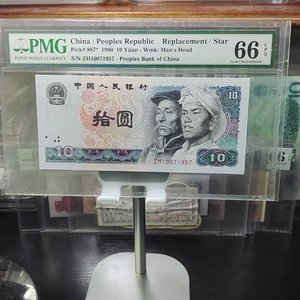 PMG
PAPER MONEY GUARANTY
China / Peoples Republic Replacement / Star
Pick# 887* 1980 10 Yuan - Wmk: Man's Head
S/N ZH10071957 - Peoples Bank of China
66 EPQ
Gem Uncirculated
中国人民银行
10
拾圆
ZH10071957
10
10